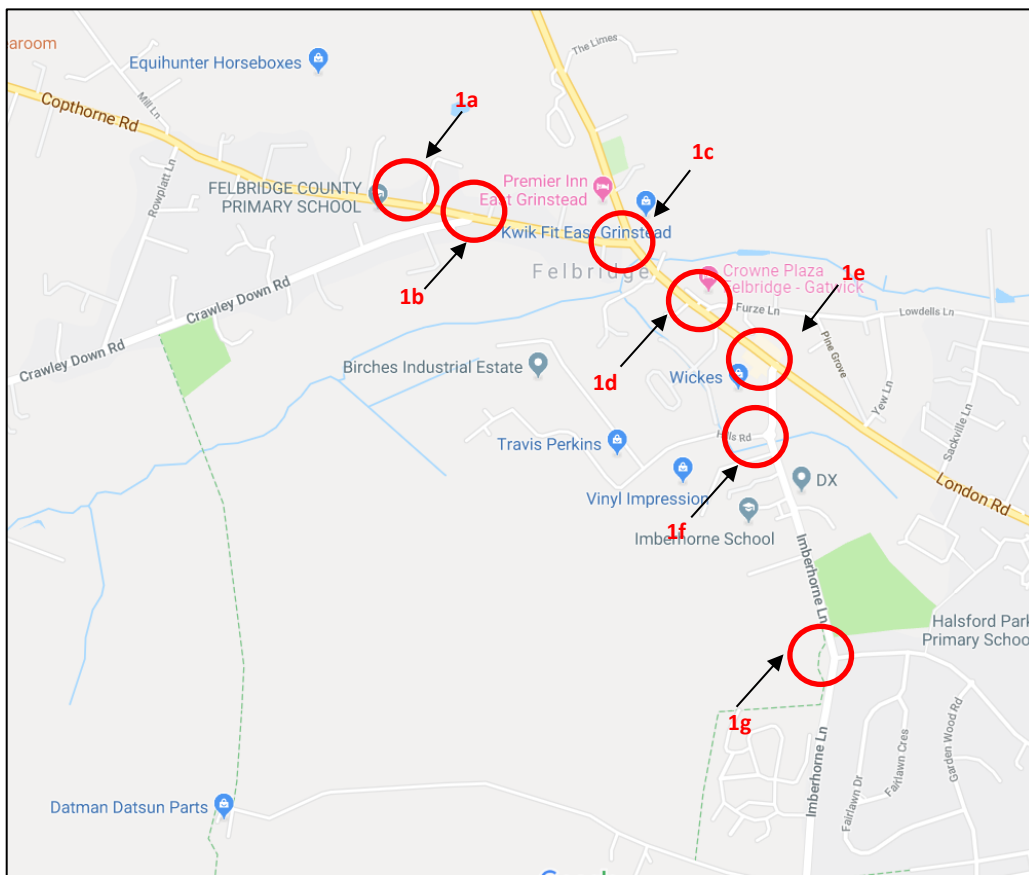 aroom
Equihunter Horseboxes
The Limes
Mill Ln
Copthorne Rd
1a
1c
Rowplatt Ln
FELBRIDGE COUNTY
PRIMARY SCHOOL
Premier Inn
East Grinstead
Kwik Fit East Grinstead
Felbridge
1b
Crowne Plaza
Felbridge - Gatwick
1e
Crawley Down Rd
Furze Ln
Lowdells Ln
Pine Grove
Crawley Down Rd
Birches Industrial Estate
1d
Wickes
Yew Ln
Sackville Ln
Hills Rd
Travis Perkins
London Rd
Vinyl Impression
DX
1f
Imberhorne School
Imberhorne Ln
Halsford Park
Primary School
1g
Garden Wood Rd
Imberhorne Ln
Fairlawn Cres
Fairlawn Dr
Datman Datsun Parts